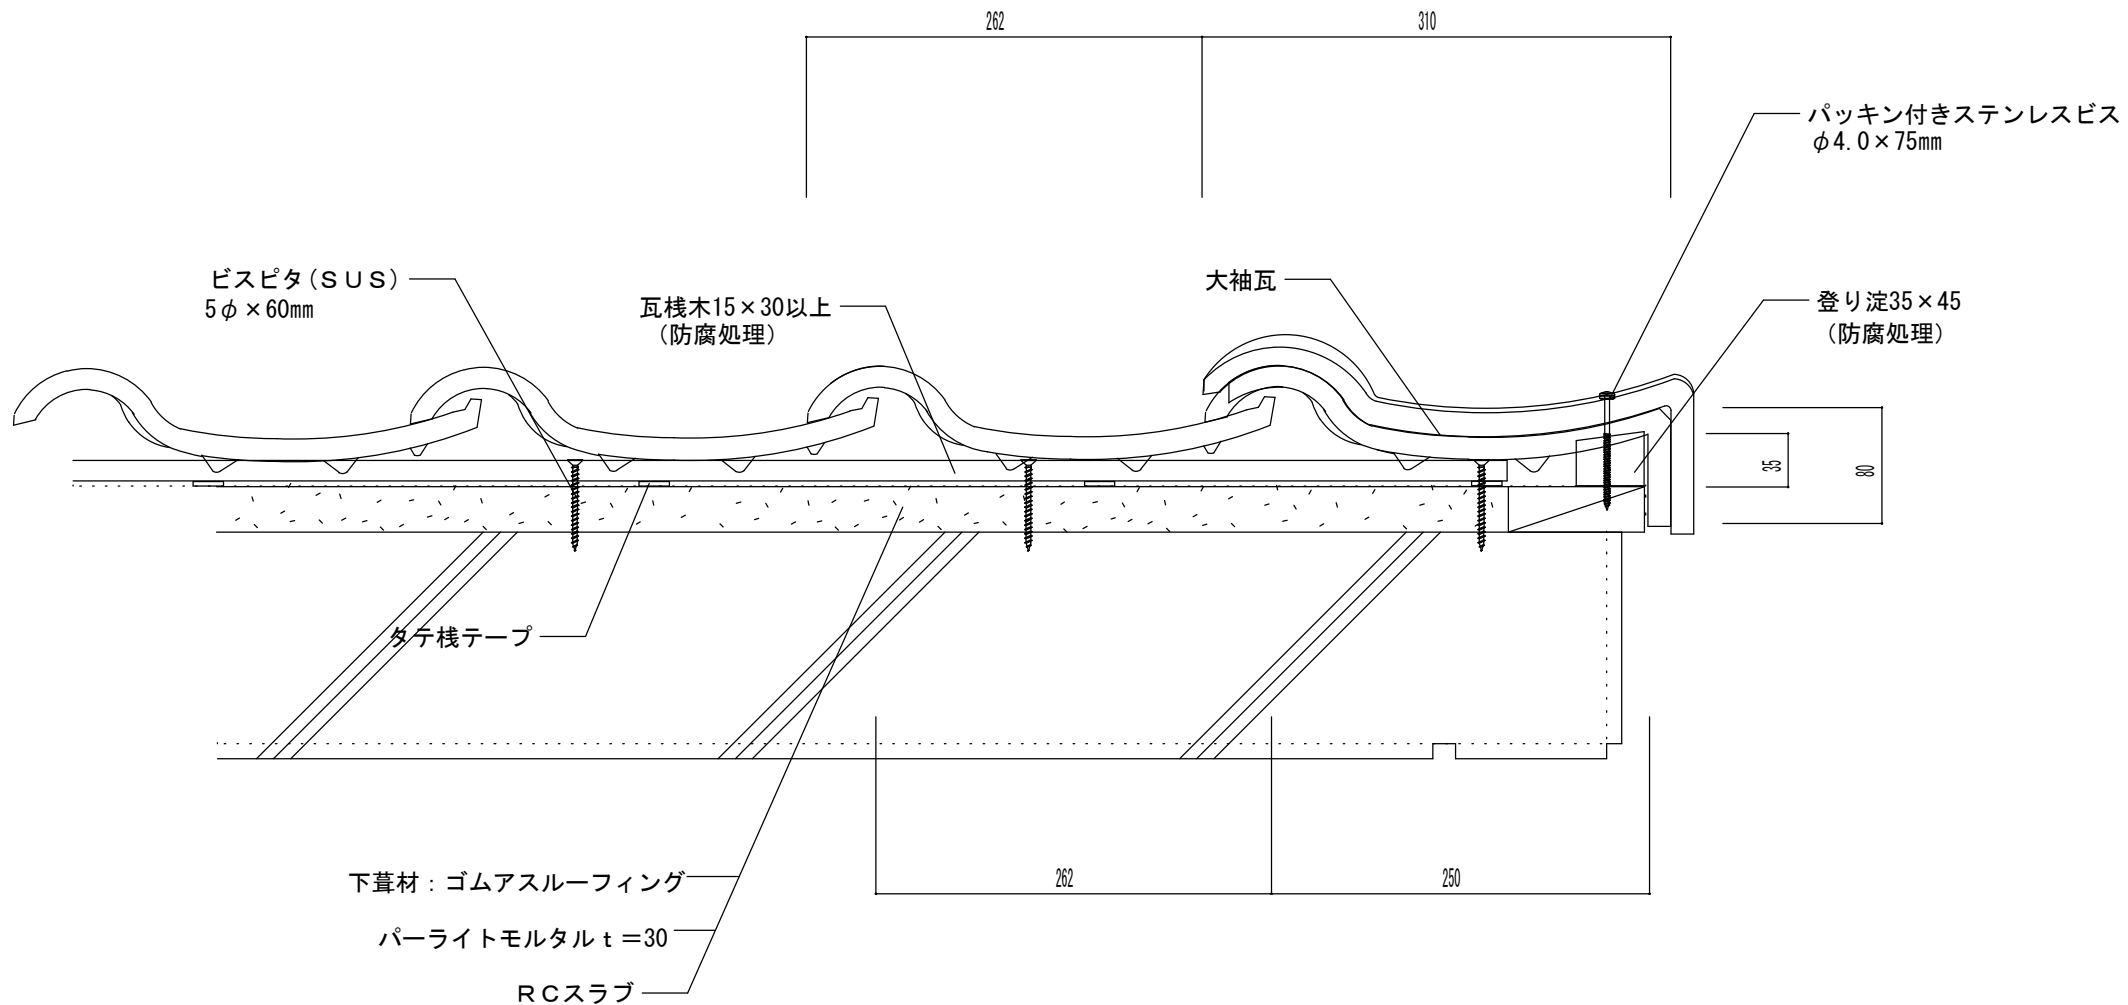 262
310
パッキン付きステンレスビス
φ4.0×75mm
ビスピタ(ＳＵＳ)
5φ×60mm
瓦桟木15×30以上
(防腐処理)
大袖瓦
登り淀35×45
(防腐処理)
35
80
タテ桟テープ
下葺材：ゴムアスルーフィング
262
250
パーライトモルタルｔ＝30
ＲＣスラブ